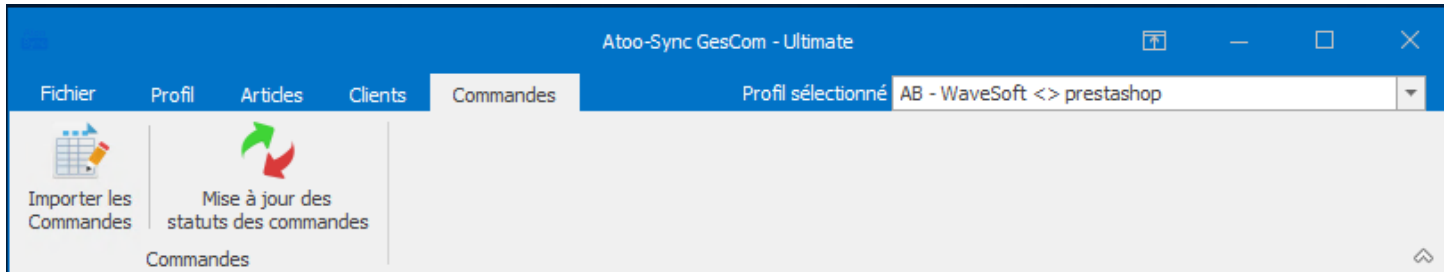 Atoo-Sync GesCom - Ultimate
Fichier Profil Articles Clients Commandes Profil sélectionné AB - WaveSoft <> prestashop
Importer les Commandes
Mise à jour des statuts des commandes
Commandes